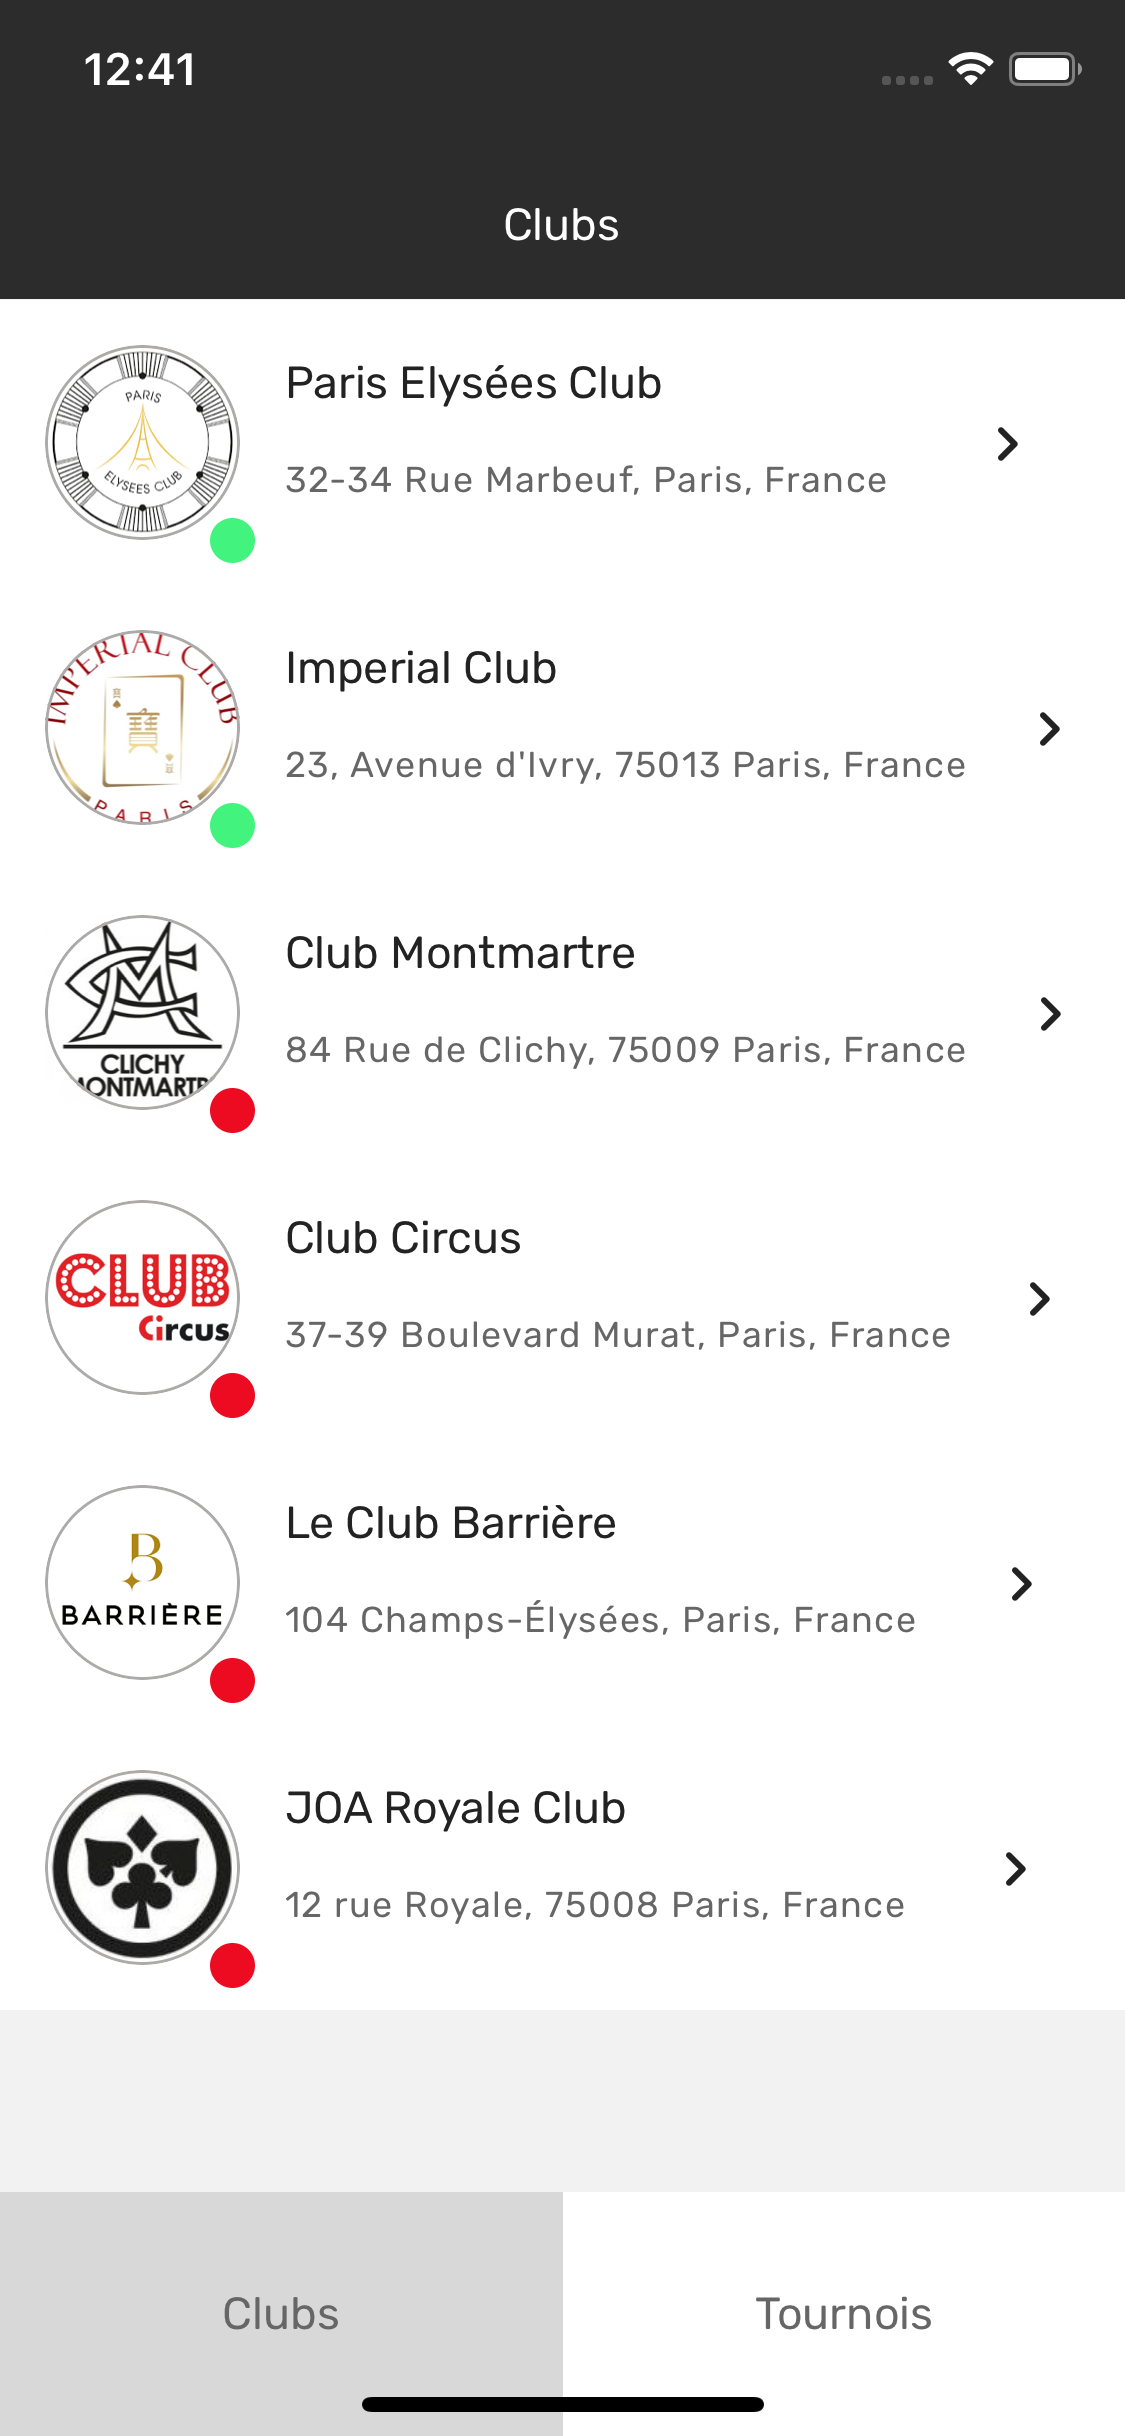 12:41
Clubs
PARIS
ELYSEES CLUB
Paris Elysées Club
32-34 Rue Marbeuf, Paris, France
IMPERIAL CLUB
PARIS
Imperial Club
23, Avenue d'Ivry, 75013 Paris, France
CLICHY
MONTMARTRE
Club Montmartre
84 Rue de Clichy, 75009 Paris, France
CLUB
Circus
Club Circus
37-39 Boulevard Murat, Paris, France
B
BARRIÈRE
Le Club Barrière
104 Champs-Élysées, Paris, France
JOA Royale Club
12 rue Royale, 75008 Paris, France
Clubs
Tournois